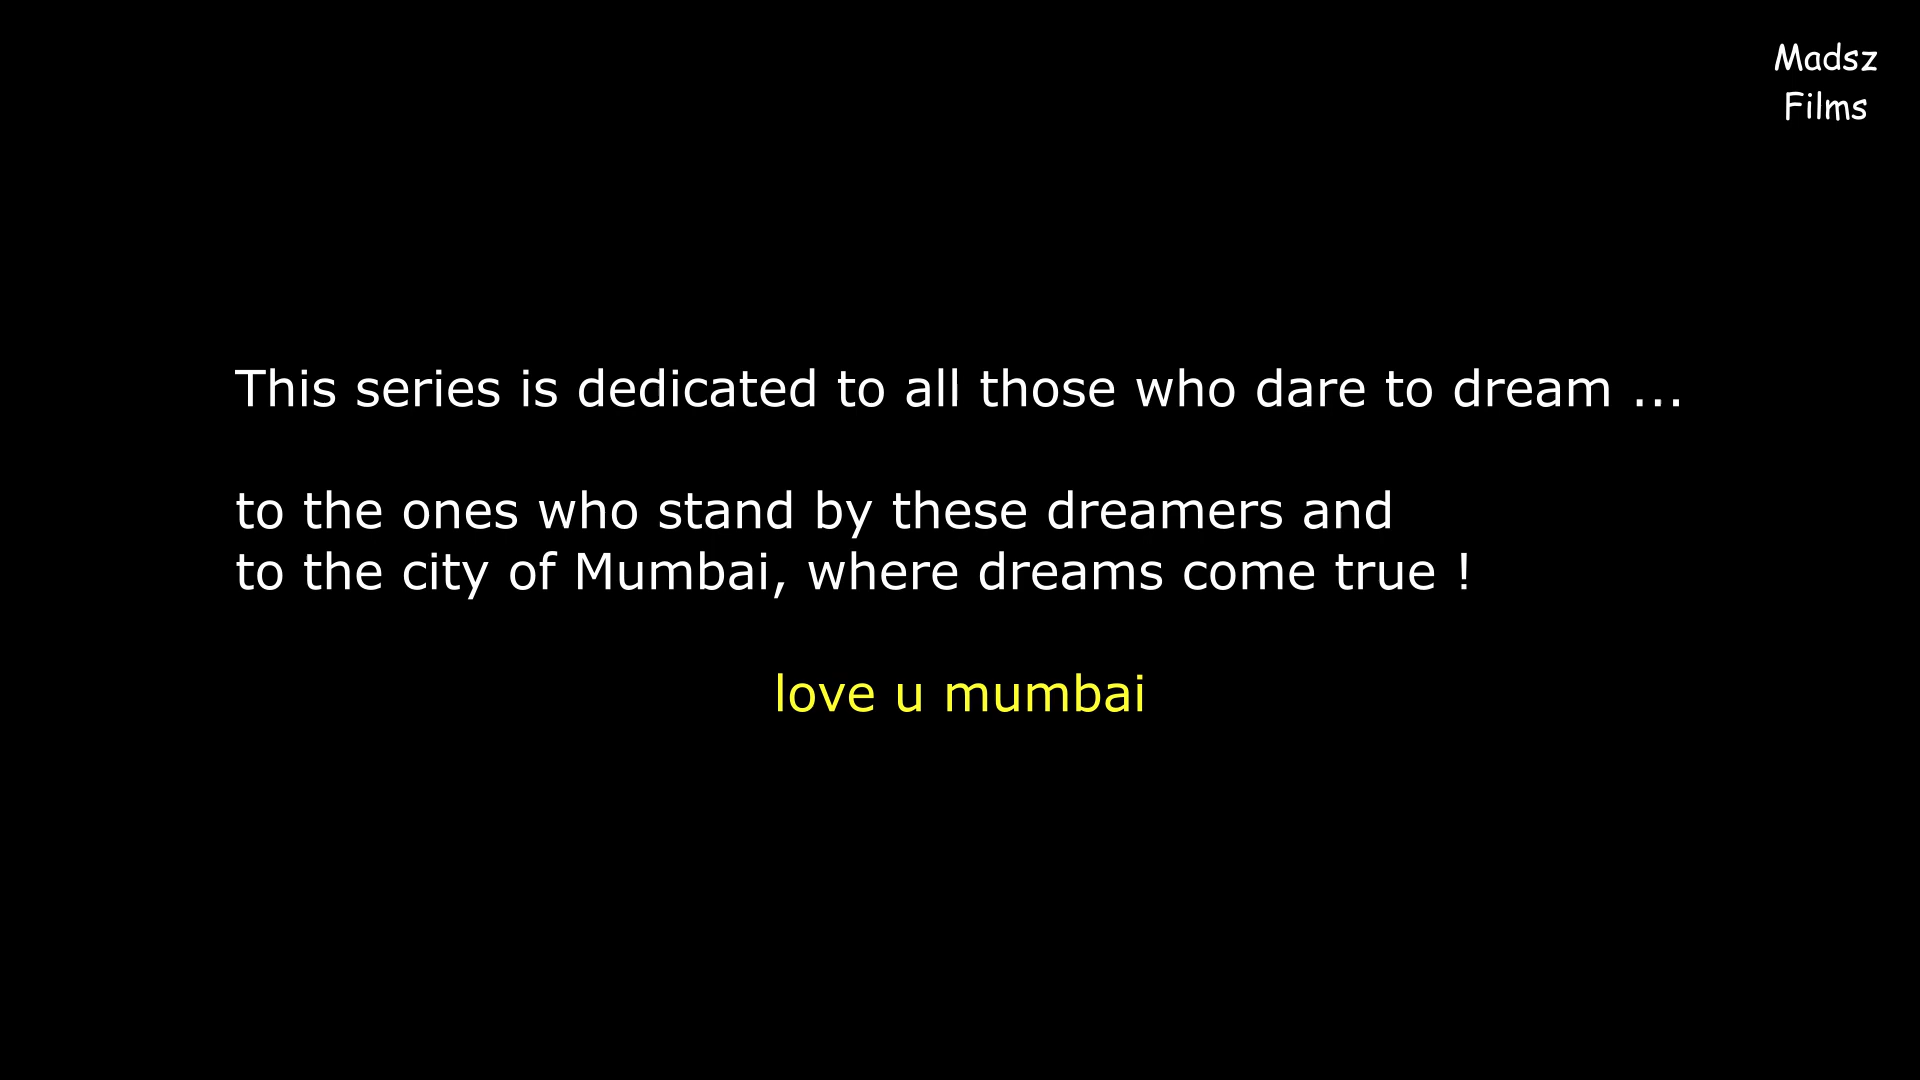 Madsz
Films
This series is dedicated to all those who dare to dream ...
to the ones who stand by these dreamers and
to the city of Mumbai, where dreams come true !
love u mumbai